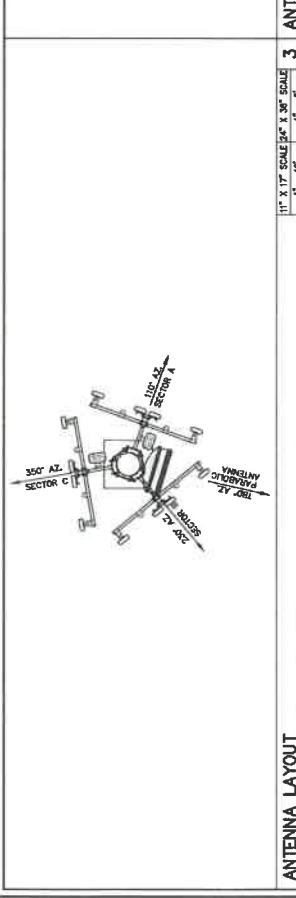 ANT
11" X 17" SCALE
24" X 36" SCALE
3
350° AZ.
SECTOR C
110° AZ.
SECTOR A
230° AZ.
SECTOR
180° AZ.
PARABOLIC
ANTENNA
ANTENNA LAYOUT